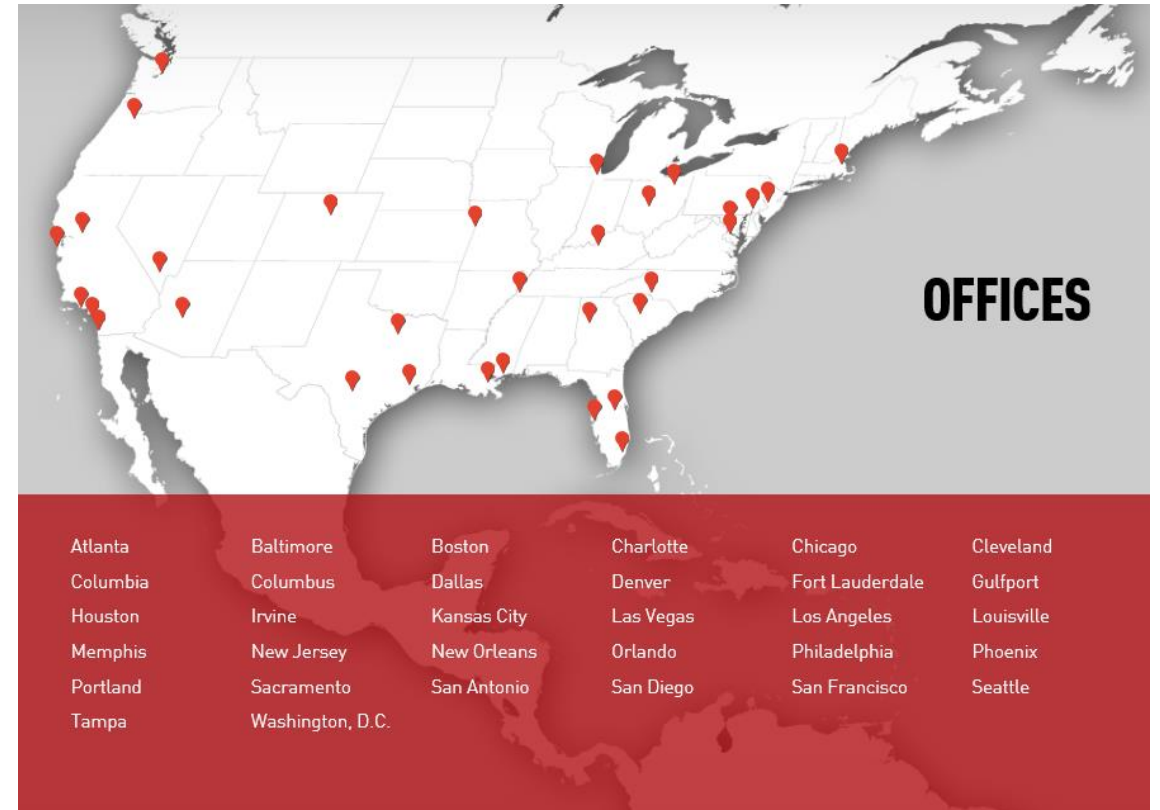 OFFICES
Atlanta Baltimore Boston Charlotte Chicago Cleveland
Columbia Columbus Dallas Denver Fort Lauderdale Gulfport
Houston Irvine Kansas City Las Vegas Los Angeles Louisville
Memphis New Jersey New Orleans Orlando Philadelphia Phoenix
Portland Sacramento San Antonio San Diego San Francisco Seattle
Tampa Washington, D.C.